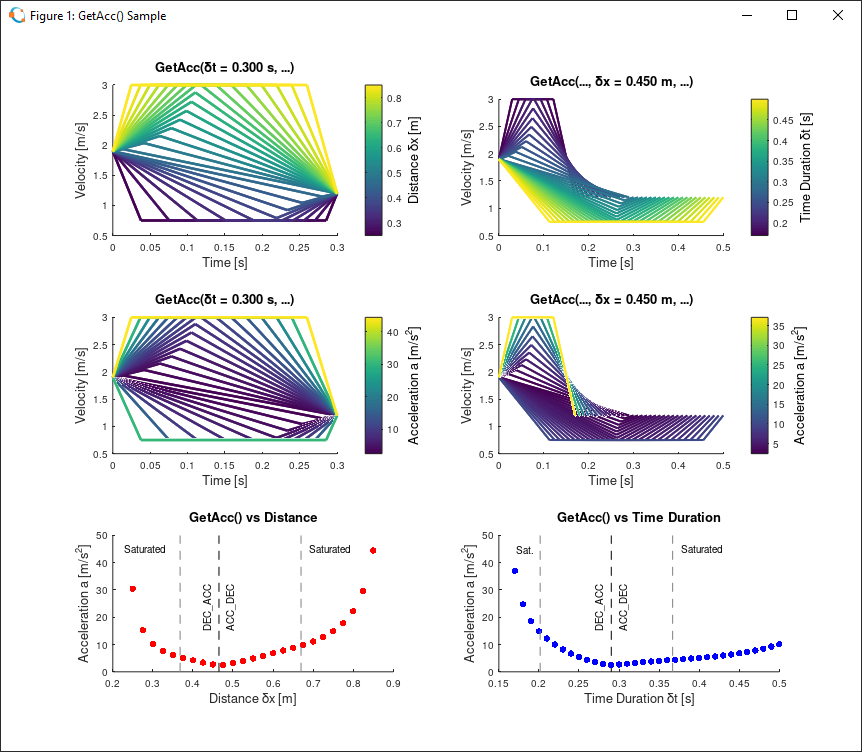 Figure 1: GetAcc() Sample
GetAcc(δt = 0.300 s, ...)
3
2.5
2
1.5
1
0.5
Velocity [m/s]
0 0.05 0.1 0.15 0.2 0.25 0.3
Time [s]
0.8
0.7
0.6
0.5
0.4
0.3
Distance δx [m]
GetAcc(..., δx = 0.450 m, ...)
3
2.5
2
1.5
1
0.5
Velocity [m/s]
0 0.1 0.2 0.3 0.4 0.5
Time [s]
0.45
0.4
0.35
0.3
0.25
0.2
Time Duration δt [s]
GetAcc(δt = 0.300 s, ...)
3
2.5
2
1.5
1
0.5
Velocity [m/s]
0 0.05 0.1 0.15 0.2 0.25 0.3
Time [s]
40
30
20
10
Acceleration a [m/s²]
GetAcc(..., δx = 0.450 m, ...)
3
2.5
2
1.5
1
0.5
Velocity [m/s]
0 0.1 0.2 0.3 0.4 0.5
Time [s]
35
30
25
20
15
10
5
Acceleration a [m/s²]
GetAcc() vs Distance
50
40
30
20
10
0
Acceleration a [m/s²]
Saturated
DEC_ACC
ACC_DEC
Saturated
0.2 0.3 0.4 0.5 0.6 0.7 0.8 0.9
Distance δx [m]
GetAcc() vs Time Duration
50
40
30
20
10
0
Acceleration a [m/s²]
Sat.
DEC_ACC
ACC_DEC
Saturated
0.15 0.2 0.25 0.3 0.35 0.4 0.45 0.5
Time Duration δt [s]